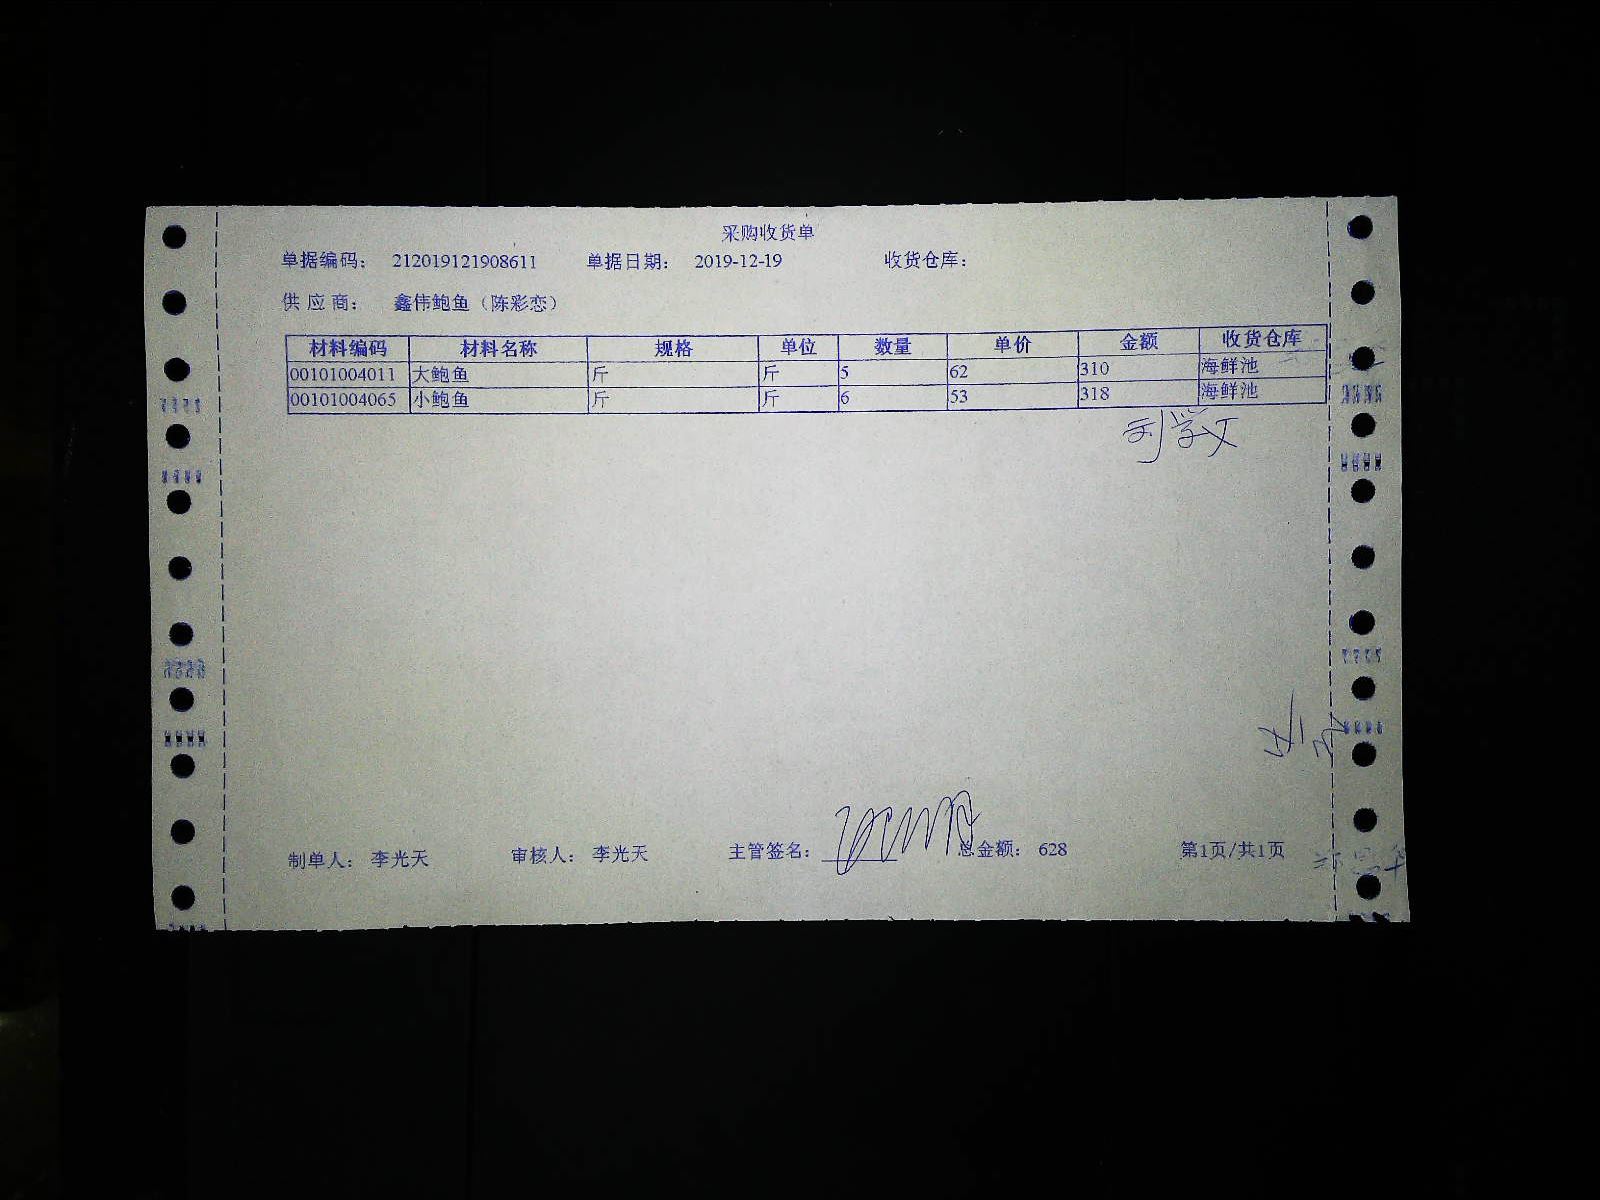 采购收货单
单据编码： 212019121908611 单据日期： 2019-12-19 收货仓库：
供应商： 鑫伟鲍鱼（陈彩恋）
材料编码 材料名称 规格 单位 数量 单价 金额 收货仓库
00101004011 大鲍鱼 斤 斤 5 62 310 海鲜池
00101004065 小鲍鱼 斤 斤 6 53 318 海鲜池
刘学文
制单人： 李光天 审核人： 李光天 主管签名： 总金额： 628 第1页/共1页